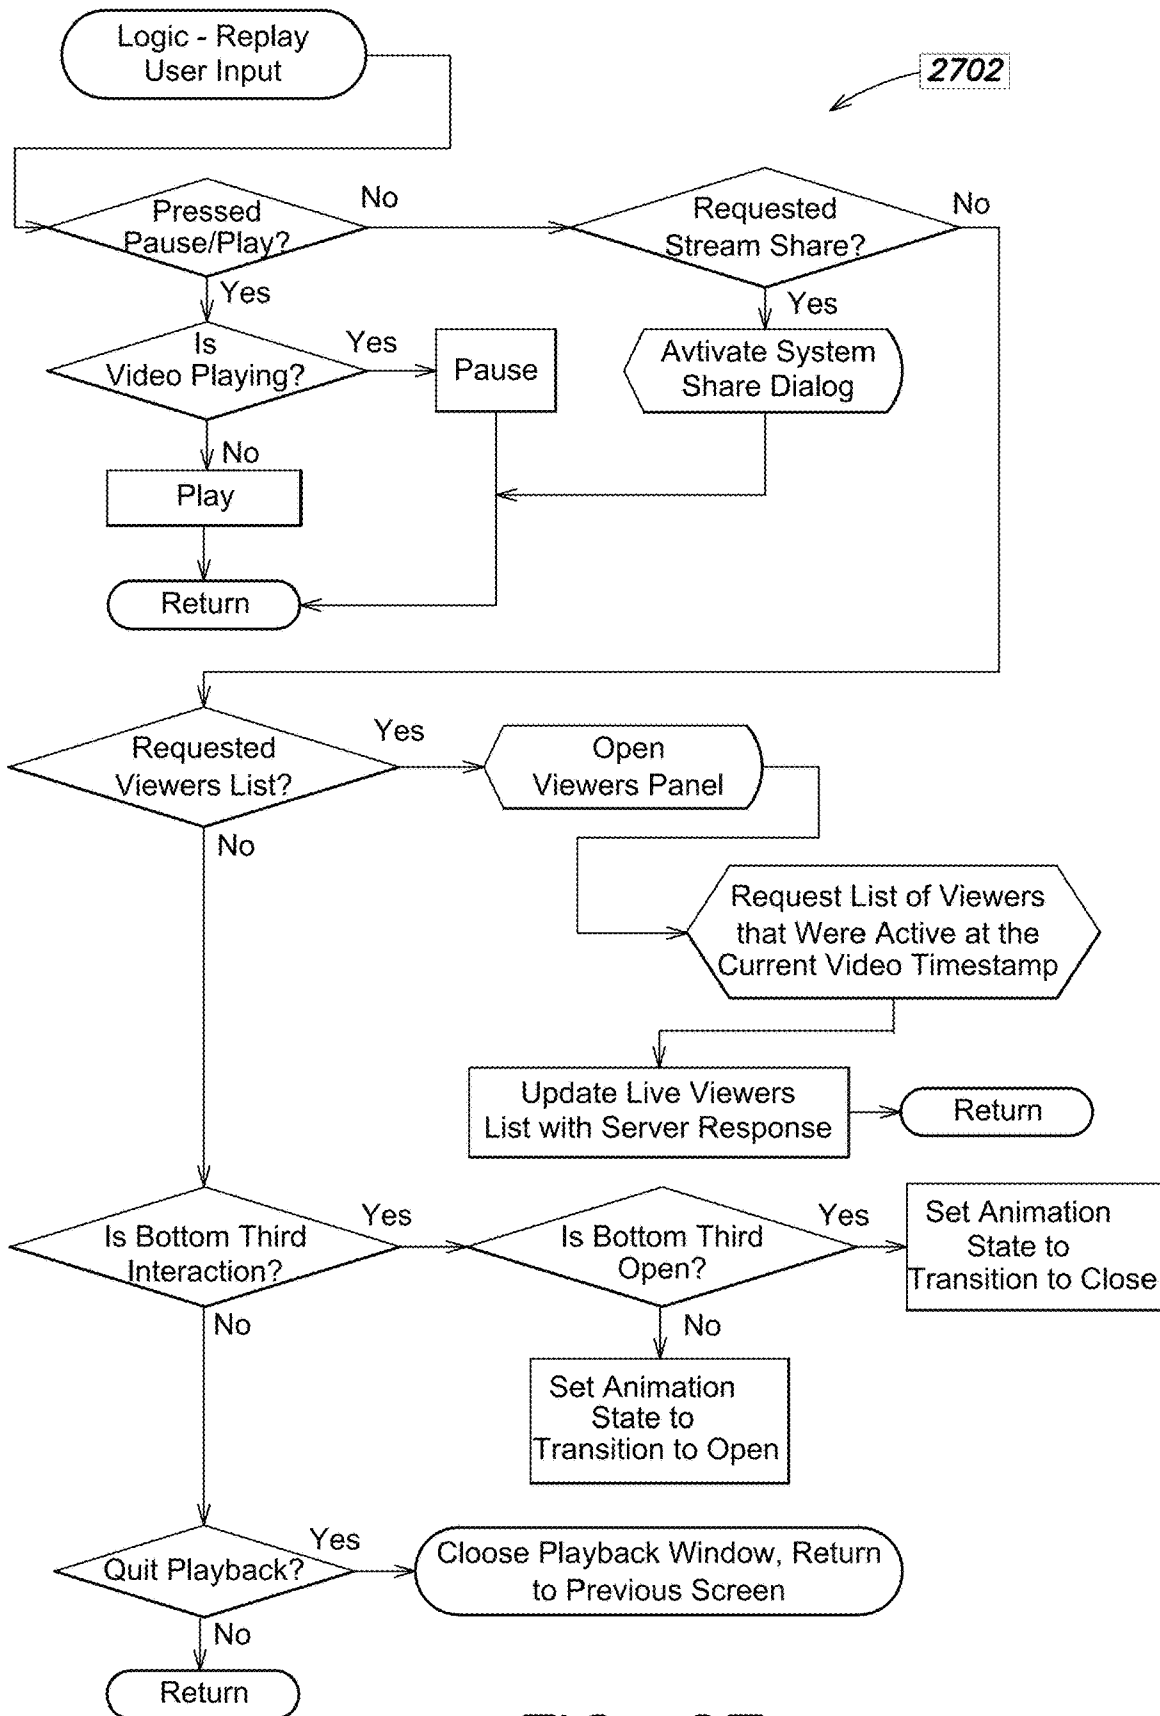 Logic - Replay
User Input
2702
Pressed
Pause/Play?
No
Requested
Stream Share?
No
Yes
Yes
Is
Video Playing?
Yes
Pause
Avtivate System
Share Dialog
No
Play
Return
Requested
Viewers List?
Yes
Open
Viewers Panel
No
Request List of Viewers
that Were Active at the
Current Video Timestamp
Update Live Viewers
List with Server Response
Return
Is Bottom Third
Interaction?
Yes
Is Bottom Third
Open?
Yes
Set Animation
State to
Transition to Close
No
No
Set Animation
State to
Transition to Open
Quit Playback?
Yes
Cloose Playback Window, Return
to Previous Screen
No
Return